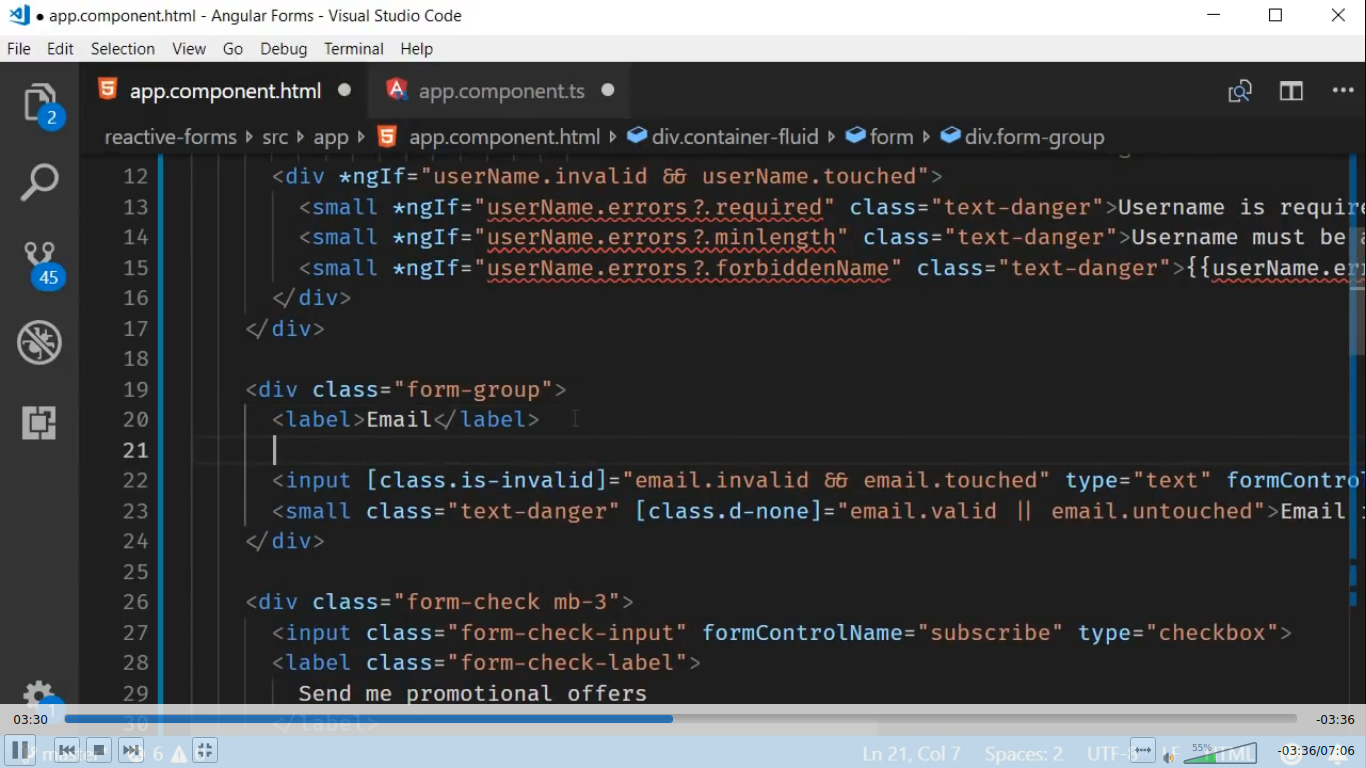 ● app.component.html - Angular Forms - Visual Studio Code
File Edit Selection View Go Debug Terminal Help
app.component.html ● app.component.ts ●
2
reactive-forms › src › app › app.component.html › div.container-fluid › form › div.form-group
12 <div *ngIf="userName.invalid && userName.touched">
13 <small *ngIf="userName.errors?.required" class="text-danger">Username is require
14 <small *ngIf="userName.errors?.minlength" class="text-danger">Username must be a
15 <small *ngIf="userName.errors?.forbiddenName" class="text-danger">{{userName.err
45
16 </div>
17 </div>
18
19 <div class="form-group">
20 <label>Email</label>
21
22 <input [class.is-invalid]="email.invalid && email.touched" type="text" formContro
23 <small class="text-danger" [class.d-none]="email.valid || email.untouched">Email
24 </div>
25
26 <div class="form-check mb-3">
27 <input class="form-check-input" formControlName="subscribe" type="checkbox">
28 <label class="form-check-label">
29 Send me promotional offers
1
03:30 -03:36
30 </label>
6 Ln 21, Col 7 Spaces: 2 UTF-8 LF HTML
55% -03:36/07:06